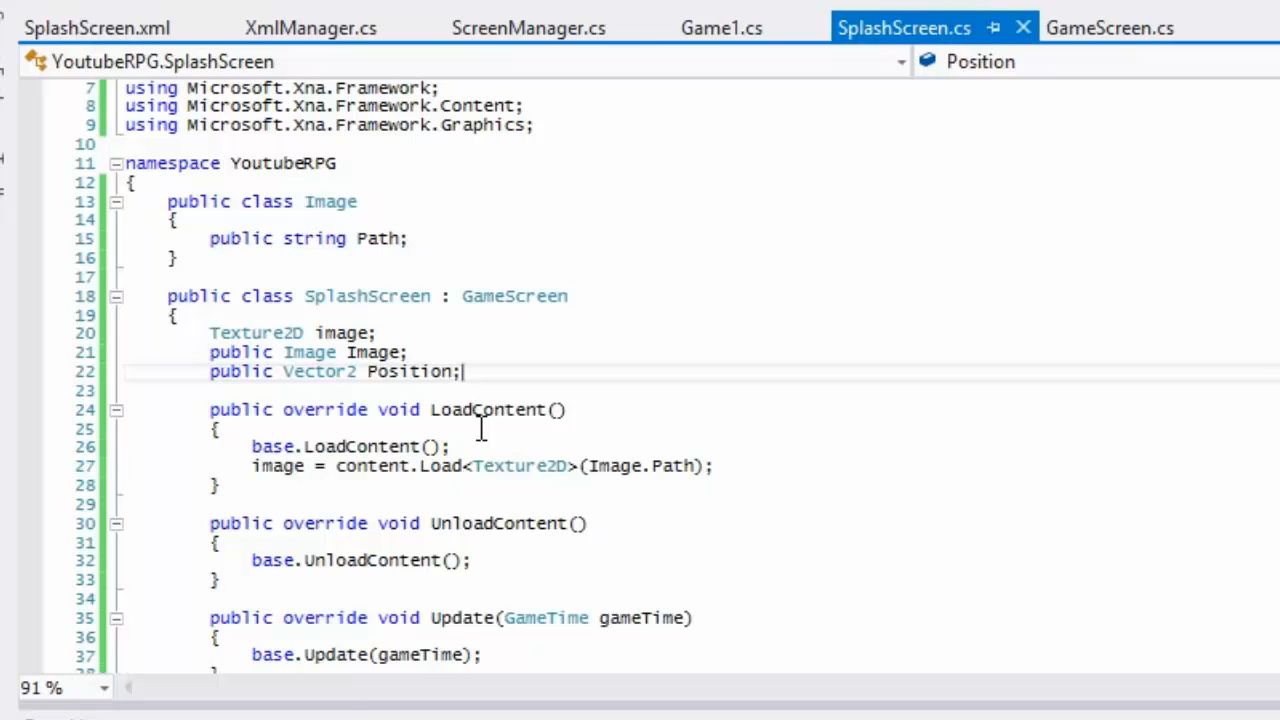 SplashScreen.xml XmlManager.cs ScreenManager.cs Game1.cs SplashScreen.cs GameScreen.cs
YoutubeRPG.SplashScreen Position
7 using Microsoft.Xna.Framework;
8 using Microsoft.Xna.Framework.Content;
9 using Microsoft.Xna.Framework.Graphics;
10
11 namespace YoutubeRPG
12 {
13 public class Image
14 {
15 public string Path;
16 }
17
18 public class SplashScreen : GameScreen
19 {
20 Texture2D image;
21 public Image Image;
22 public Vector2 Position;
23
24 public override void LoadContent()
25 {
26 base.LoadContent();
27 image = content.Load<Texture2D>(Image.Path);
28 }
29
30 public override void UnloadContent()
31 {
32 base.UnloadContent();
33 }
34
35 public override void Update(GameTime gameTime)
36 {
37 base.Update(gameTime);
91 %